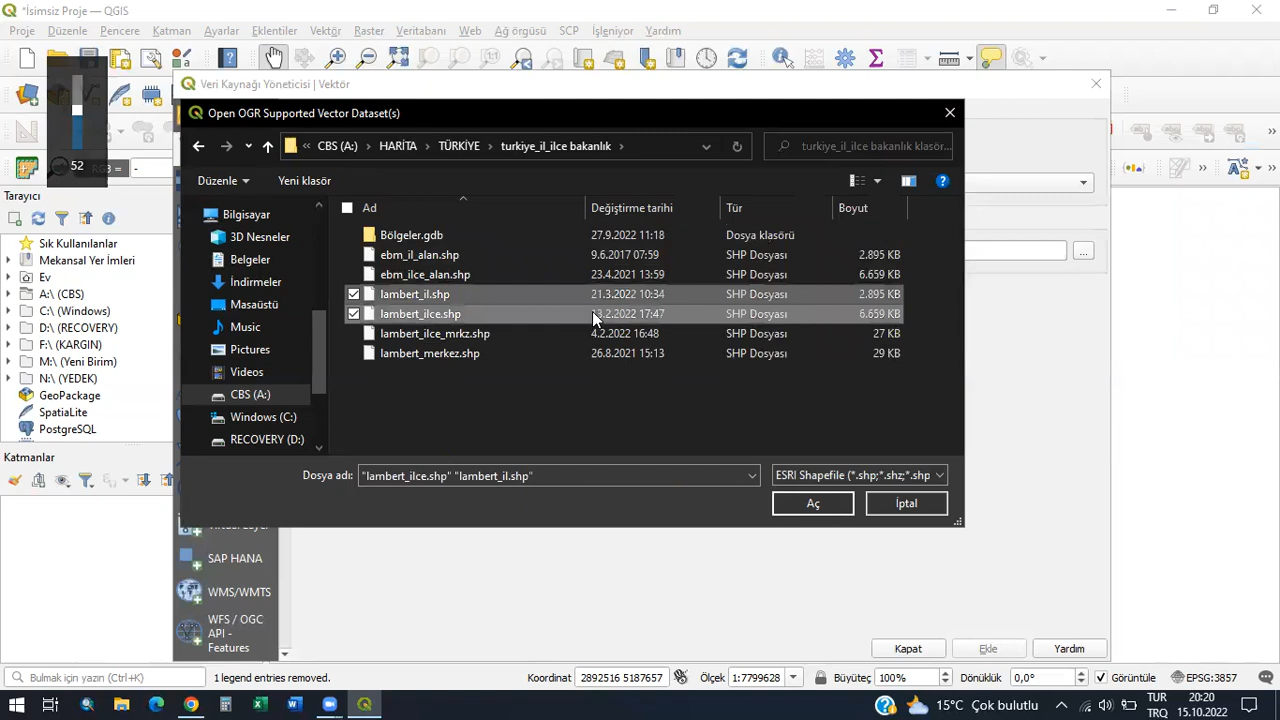 *İsimsiz Proje — QGIS
Proje Düzenle Pencere Katman Ayarlar Eklentiler Vektör Raster Veritabanı Web Ağ örgüsü SCP İşleniyor Yardım
Veri Kaynağı Yöneticisi | Vektör
Open OGR Supported Vector Dataset(s)
« CBS (A:) › HARİTA › TÜRKİYE › turkiye_il_ilce bakanlık ›
turkiye_il_ilce bakanlık klasör...
52
RGB = -
Düzenle Yeni klasör
Tarayıcı
Ad Değiştirme tarihi Tür Boyut
Bölgeler.gdb 27.9.2022 11:18 Dosya klasörü
ebm_il_alan.shp 9.6.2017 07:59 SHP Dosyası 2.895 KB
ebm_ilce_alan.shp 23.4.2021 13:59 SHP Dosyası 6.659 KB
lambert_il.shp 21.3.2022 10:34 SHP Dosyası 2.895 KB
lambert_ilce.shp .2.2022 17:47 SHP Dosyası 6.659 KB
lambert_ilce_mrkz.shp 4.2.2022 16:48 SHP Dosyası 27 KB
lambert_merkez.shp 26.8.2021 15:13 SHP Dosyası 29 KB
Bilgisayar
3D Nesneler
Belgeler
İndirmeler
Masaüstü
Music
Pictures
Videos
CBS (A:)
Windows (C:)
RECOVERY (D:)
Sık Kullanılanlar
Mekansal Yer İmleri
Ev
A:\ (CBS)
C:\ (Windows)
D:\ (RECOVERY)
F:\ (KARGIN)
M:\ (Yeni Birim)
N:\ (YEDEK)
GeoPackage
SpatiaLite
PostgreSQL
Katmanlar
Dosya adı: "lambert_ilce.shp" "lambert_il.shp"
ESRI Shapefile (*.shp;*.shz;*.shp
Aç İptal
Virtual Layer
SAP HANA
WMS/WMTS
WFS / OGC
API -
Features
Kapat Ekle Yardım
Bulmak için yazın (Ctrl+K) 1 legend entries removed. Koordinat 2892516 5187657 Ölçek 1:7799628 Büyüteç 100% Dönüklük 0,0° Görüntüle EPSG:3857
15°C Çok bulutlu
TUR
TRQ
20:20
15.10.2022